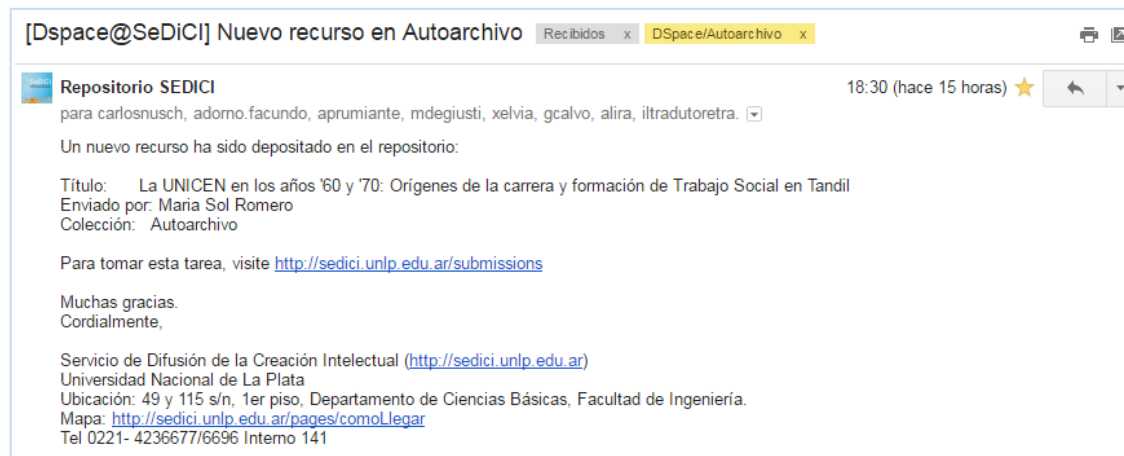 [Dspace@SeDiCI] Nuevo recurso en Autoarchivo Recibidos x DSpace/Autoarchivo x
Repositorio SEDICI 18:30 (hace 15 horas)
para carlosnusch, adorno.facundo, aprumiante, mdegiusti, xelvia, gcalvo, alira, iltradutoretra.
Un nuevo recurso ha sido depositado en el repositorio:
Título: La UNICEN en los años '60 y '70: Orígenes de la carrera y formación de Trabajo Social en Tandil
Enviado por: Maria Sol Romero
Colección: Autoarchivo
Para tomar esta tarea, visite http://sedici.unlp.edu.ar/submissions
Muchas gracias.
Cordialmente,
Servicio de Difusión de la Creación Intelectual (http://sedici.unlp.edu.ar)
Universidad Nacional de La Plata
Ubicación: 49 y 115 s/n, 1er piso, Departamento de Ciencias Básicas, Facultad de Ingeniería.
Mapa: http://sedici.unlp.edu.ar/pages/comoLlegar
Tel 0221- 4236677/6696 Interno 141